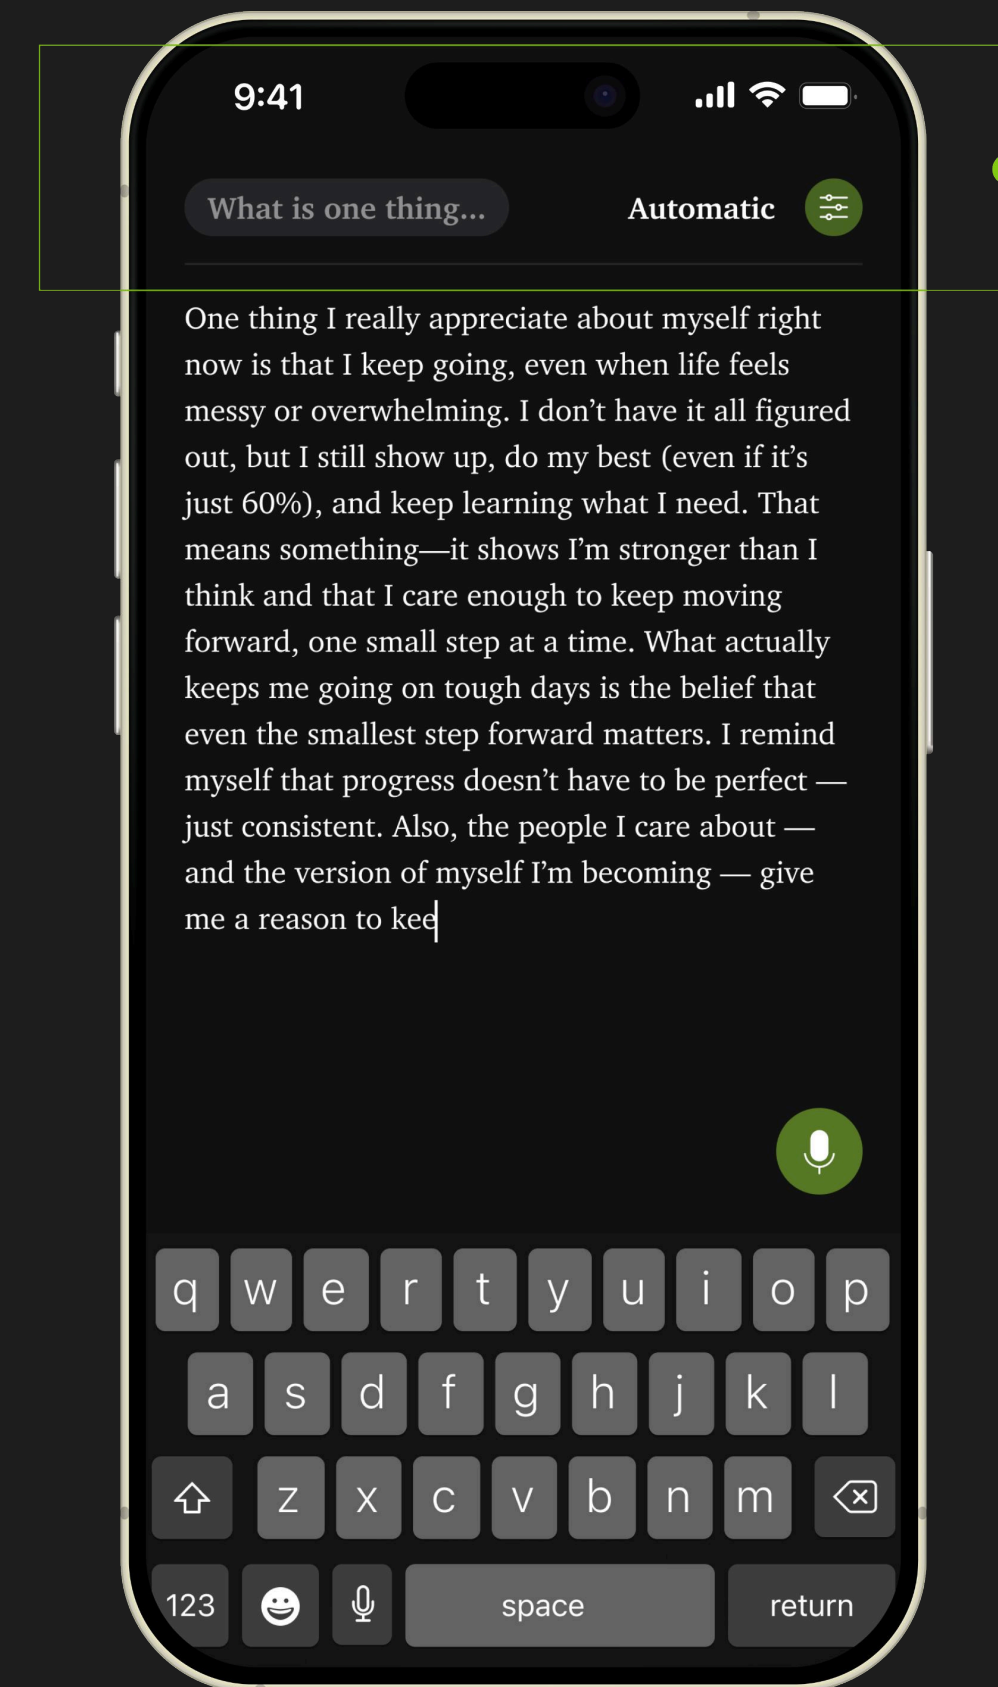 9:41
What is one thing...
Automatic
One thing I really appreciate about myself right
now is that I keep going, even when life feels
messy or overwhelming. I don’t have it all figured
out, but I still show up, do my best (even if it’s
just 60%), and keep learning what I need. That
means something—it shows I’m stronger than I
think and that I care enough to keep moving
forward, one small step at a time. What actually
keeps me going on tough days is the belief that
even the smallest step forward matters. I remind
myself that progress doesn’t have to be perfect —
just consistent. Also, the people I care about —
and the version of myself I’m becoming — give
me a reason to kee
q w e r t y u i o p
a s d f g h j k l
z x c v b n m
123 space return